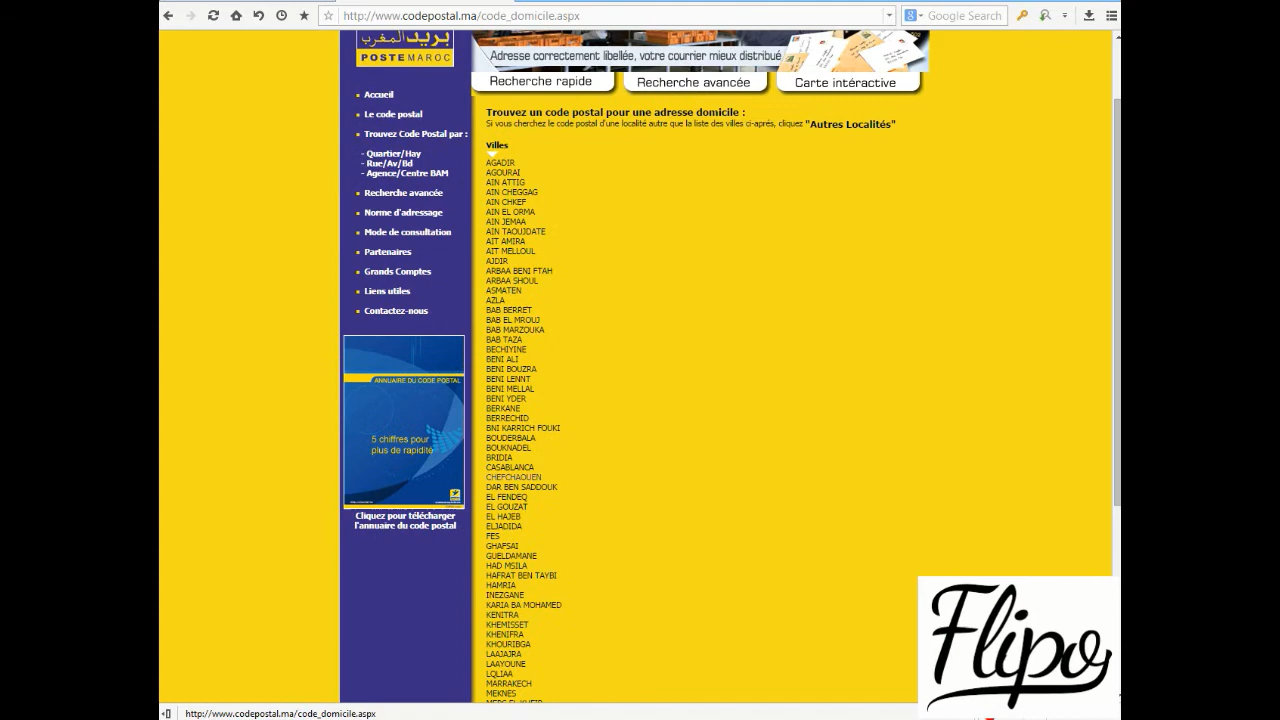 http://www.codepostal.ma/code_domicile.aspx
Google Search
بريد المغرب
POSTE MAROC
Adresse correctement libellée, votre courrier mieux distribué
Recherche rapide
Recherche avancée
Carte intéractive
Accueil
Le code postal
Trouvez Code Postal par :
- Quartier/Hay
- Rue/Av/Bd
- Agence/Centre BAM
Recherche avancée
Norme d'adressage
Mode de consultation
Partenaires
Grands Comptes
Liens utiles
Contactez-nous
ANNUAIRE DU CODE POSTAL
5 chiffres pour
plus de rapidité
Cliquez pour télécharger
l'annuaire du code postal
Trouvez un code postal pour une adresse domicile :
Si vous cherchez le code postal d'une localité autre que la liste des villes ci-aprés, cliquez "Autres Localités"
Villes
AGADIR
AGOURAI
AIN ATTIG
AIN CHEGGAG
AIN CHKEF
AIN EL ORMA
AIN JEMAA
AIN TAOUJDATE
AIT AMIRA
AIT MELLOUL
AJDIR
ARBAA BENI FTAH
ARBAA SHOUL
ASMATEN
AZLA
BAB BERRET
BAB EL MROUJ
BAB MARZOUKA
BAB TAZA
BECHIYINE
BENI ALI
BENI BOUZRA
BENI LENNT
BENI MELLAL
BENI YDER
BERKANE
BERRECHID
BNI KARRICH FOUKI
BOUDERBALA
BOUKNADEL
BRIDIA
CASABLANCA
CHEFCHAOUEN
DAR BEN SADDOUK
EL FENDEQ
EL GOUZAT
EL HAJEB
ELJADIDA
FES
GHAFSAI
GUELDAMANE
HAD MSILA
HAFRAT BEN TAYBI
HAMRIA
INEZGANE
KARIA BA MOHAMED
KENITRA
KHEMISSET
KHENIFRA
KHOURIBGA
LAAJAJRA
LAAYOUNE
LQLIAA
MARRAKECH
MEKNES
Flipo
http://www.codepostal.ma/code_domicile.aspx